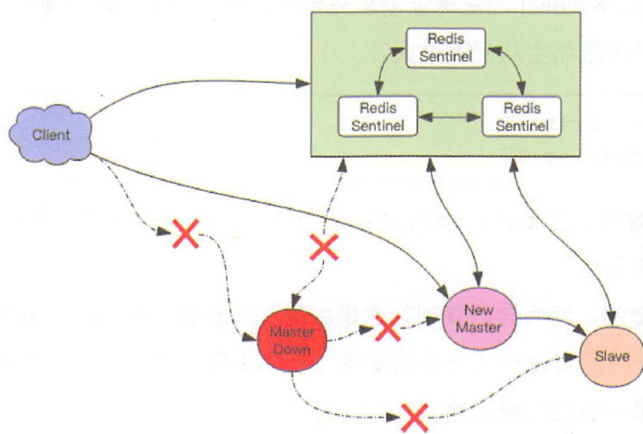 Redis
Sentinel
Redis
Sentinel
Redis
Sentinel
Client
Master
Down
New
Master
Slave